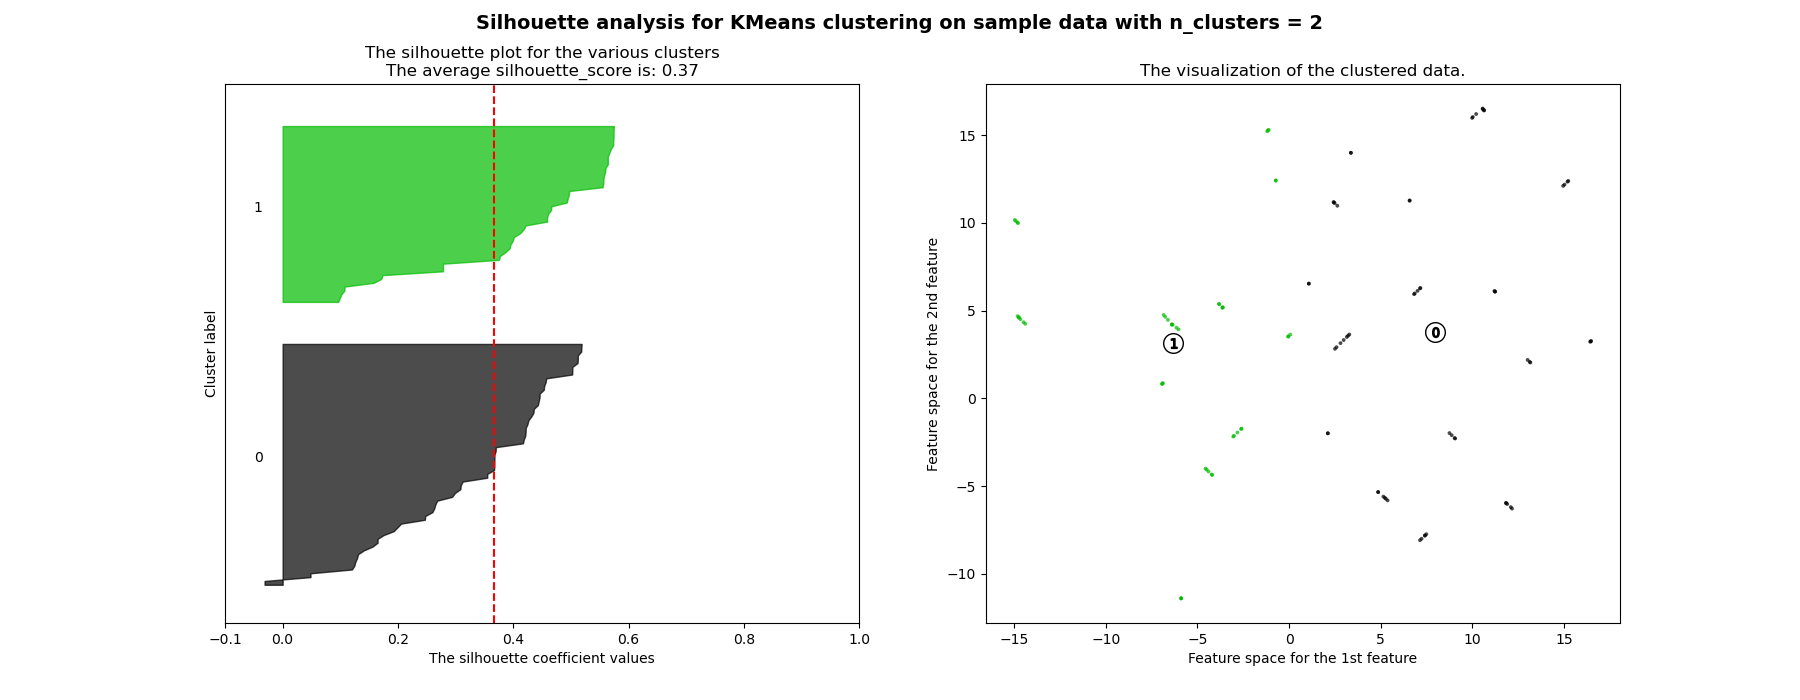 Silhouette analysis for KMeans clustering on sample data with n_clusters = 2
The silhouette plot for the various clusters
The average silhouette_score is: 0.37
1
0
Cluster label
−0.1 0.0 0.2 0.4 0.6 0.8 1.0
The silhouette coefficient values
The visualization of the clustered data.
15
10
5
0
−5
−10
Feature space for the 2nd feature
1
0
−15 −10 −5 0 5 10 15
Feature space for the 1st feature